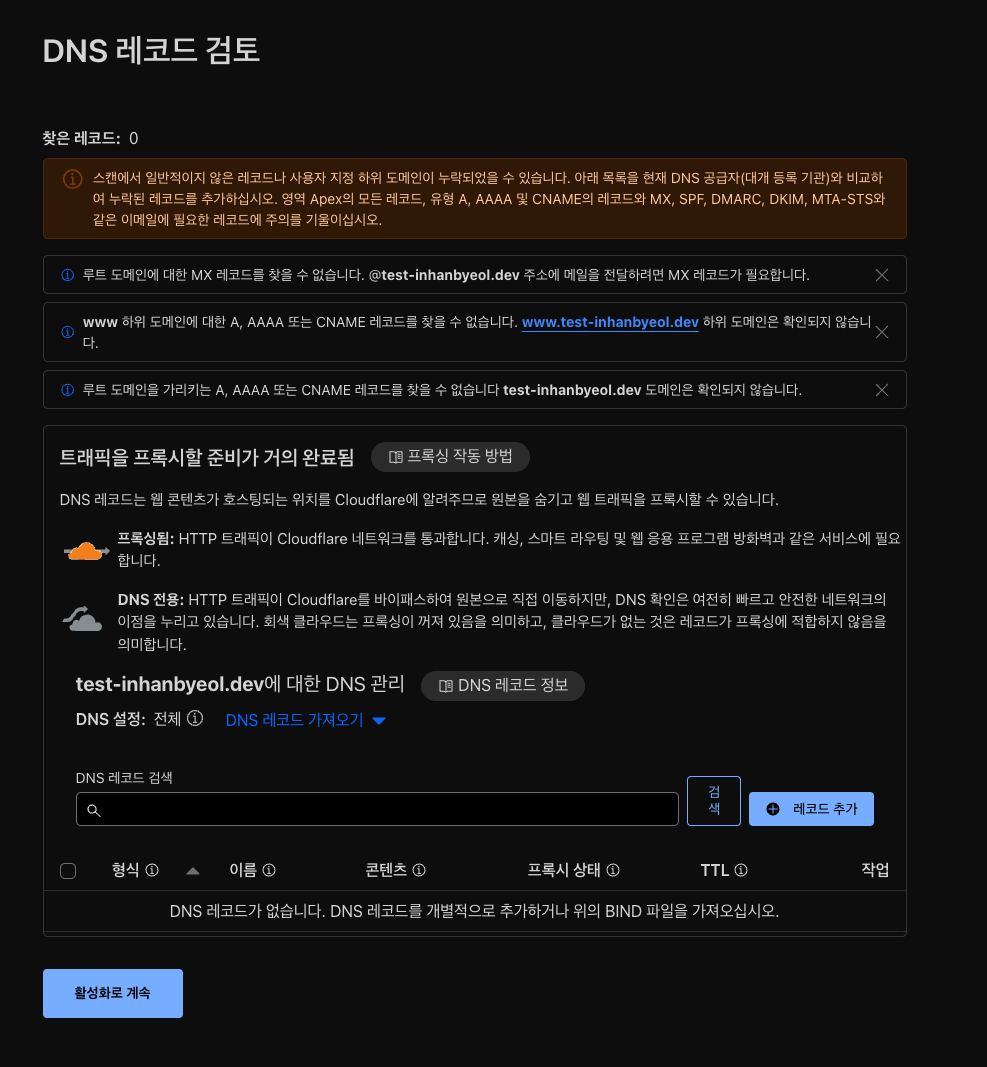 DNS 레코드 검토
찾은 레코드: 0
스캔에서 일반적이지 않은 레코드나 사용자 지정 하위 도메인이 누락되었을 수 있습니다. 아래 목록을 현재 DNS 공급자(대개 등록 기관)와 비교하
여 누락된 레코드를 추가하십시오. 영역 Apex의 모든 레코드, 유형 A, AAAA 및 CNAME의 레코드와 MX, SPF, DMARC, DKIM, MTA-STS와
같은 이메일에 필요한 레코드에 주의를 기울이십시오.
루트 도메인에 대한 MX 레코드를 찾을 수 없습니다. @test-inhanbyeol.dev 주소에 메일을 전달하려면 MX 레코드가 필요합니다.
www 하위 도메인에 대한 A, AAAA 또는 CNAME 레코드를 찾을 수 없습니다. www.test-inhanbyeol.dev 하위 도메인은 확인되지 않습니
다.
루트 도메인을 가리키는 A, AAAA 또는 CNAME 레코드를 찾을 수 없습니다 test-inhanbyeol.dev 도메인은 확인되지 않습니다.
트래픽을 프록시할 준비가 거의 완료됨 프록싱 작동 방법
DNS 레코드는 웹 콘텐츠가 호스팅되는 위치를 Cloudflare에 알려주므로 원본을 숨기고 웹 트래픽을 프록시할 수 있습니다.
프록싱됨: HTTP 트래픽이 Cloudflare 네트워크를 통과합니다. 캐싱, 스마트 라우팅 및 웹 응용 프로그램 방화벽과 같은 서비스에 필요
합니다.
DNS 전용: HTTP 트래픽이 Cloudflare를 바이패스하여 원본으로 직접 이동하지만, DNS 확인은 여전히 빠르고 안전한 네트워크의
이점을 누리고 있습니다. 회색 클라우드는 프록싱이 꺼져 있음을 의미하고, 클라우드가 없는 것은 레코드가 프록싱에 적합하지 않음을
의미합니다.
test-inhanbyeol.dev에 대한 DNS 관리 DNS 레코드 정보
DNS 설정: 전체 DNS 레코드 가져오기
DNS 레코드 검색
검
색
레코드 추가
형식 이름 콘텐츠 프록시 상태 TTL 작업
DNS 레코드가 없습니다. DNS 레코드를 개별적으로 추가하거나 위의 BIND 파일을 가져오십시오.
활성화로 계속